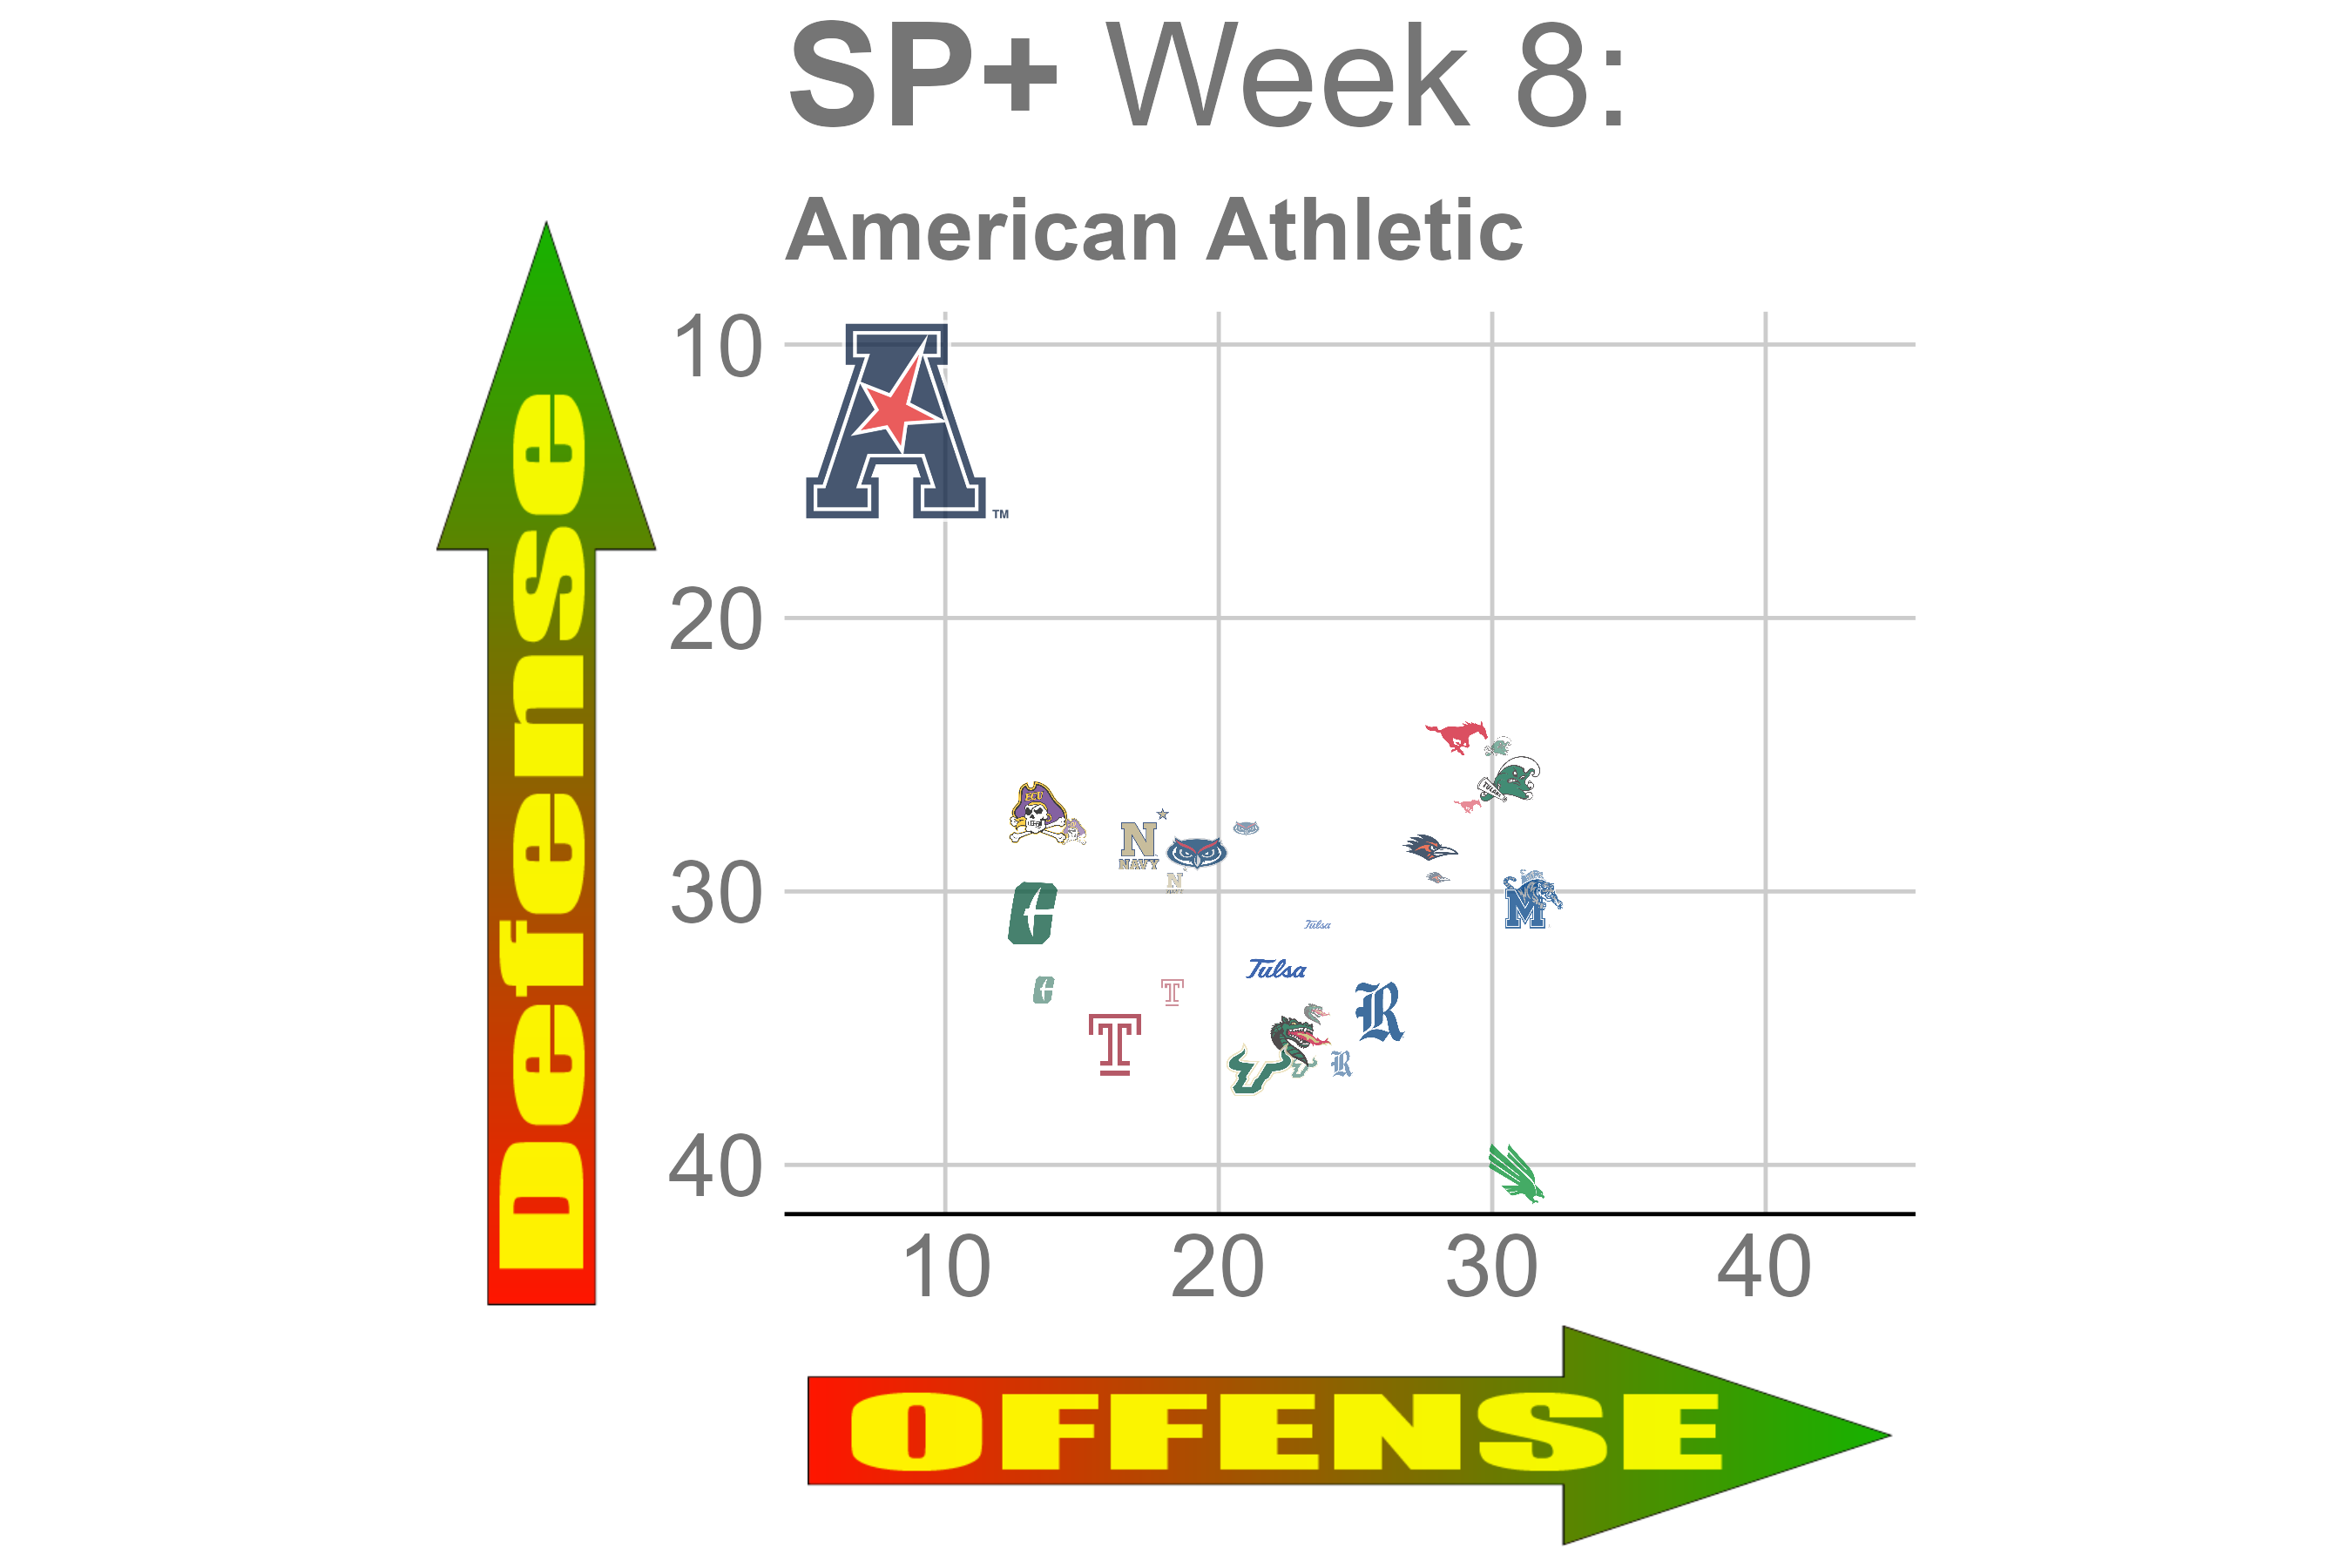 SP+ Week 8:
American Athletic
Defense
10
20
30
40
A
TM
TULANE
ECU
N
NAVY
N
C
M
Tulsa
Tulsa
C
T
T
R
R
U
U
10 20 30 40
OFFENSE